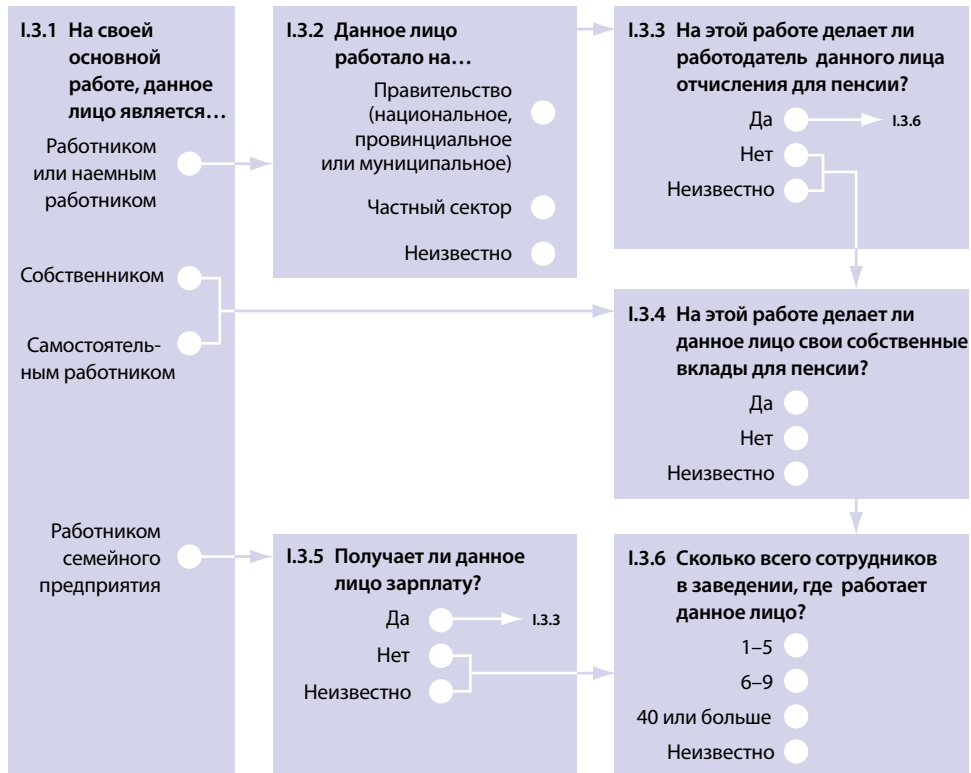 I.3.1 На своей
основной
работе, данное
лицо является…
Работником
или наемным
работником
Собственником
Самостоятель-
ным работником
Работником
семейного
предприятия
I.3.2 Данное лицо
работало на…
Правительство
(национальное,
провинциальное
или муниципальное)
Частный сектор
Неизвестно
I.3.3 На этой работе делает ли
работодатель данного лица
отчисления для пенсии?
Да I.3.6
Нет
Неизвестно
I.3.4 На этой работе делает ли
данное лицо свои собственные
вклады для пенсии?
Да
Нет
Неизвестно
I.3.5 Получает ли данное
лицо зарплату?
Да I.3.3
Нет
Неизвестно
I.3.6 Сколько всего сотрудников
в заведении, где работает
данное лицо?
1–5
6–9
40 или больше
Неизвестно